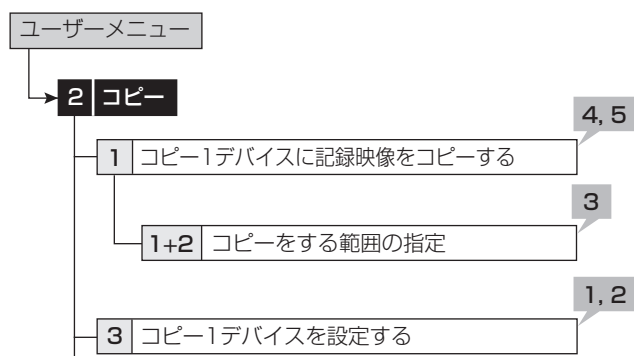 ユーザーメニュー
2 コピー
4, 5
1 コピー1デバイスに記録映像をコピーする
3
1+2 コピーをする範囲の指定
1, 2
3 コピー1デバイスを設定する